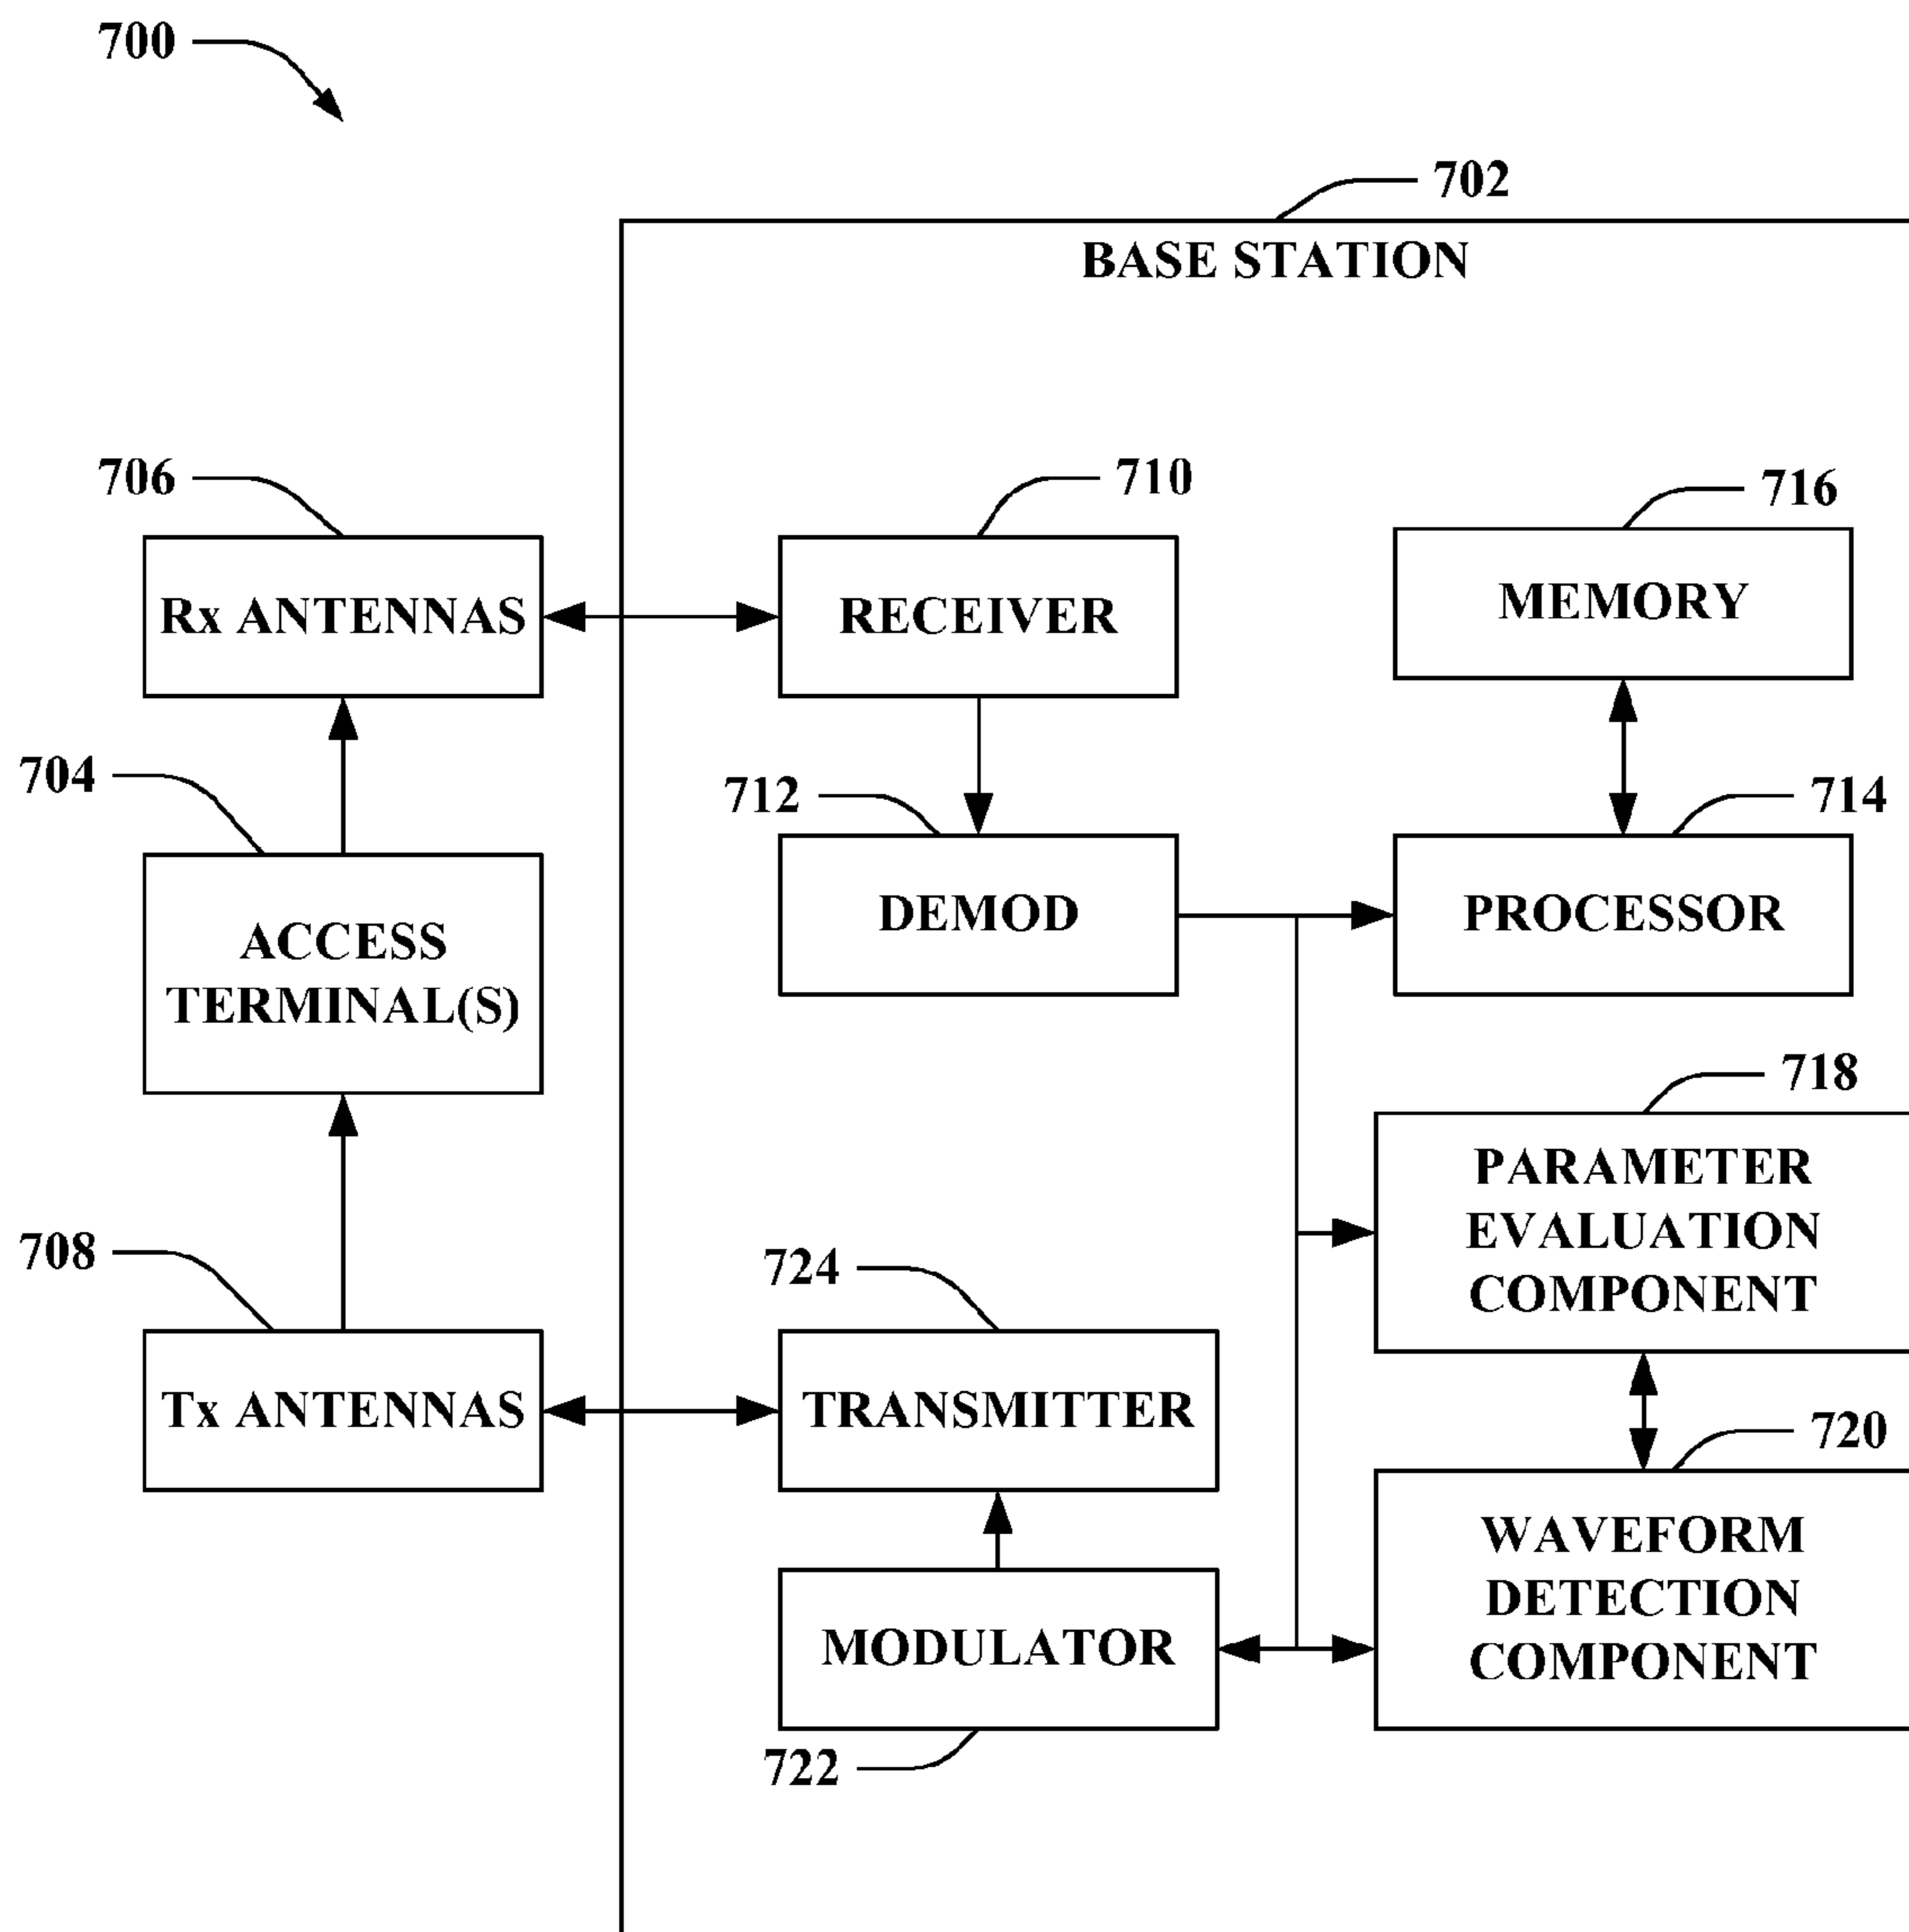 700
702
BASE STATION
706
710
716
Rx ANTENNAS
RECEIVER
MEMORY
704
712
714
ACCESS
TERMINAL(S)
DEMOD
PROCESSOR
718
PARAMETER
EVALUATION
COMPONENT
708
724
Tx ANTENNAS
TRANSMITTER
720
WAVEFORM
DETECTION
COMPONENT
MODULATOR
722